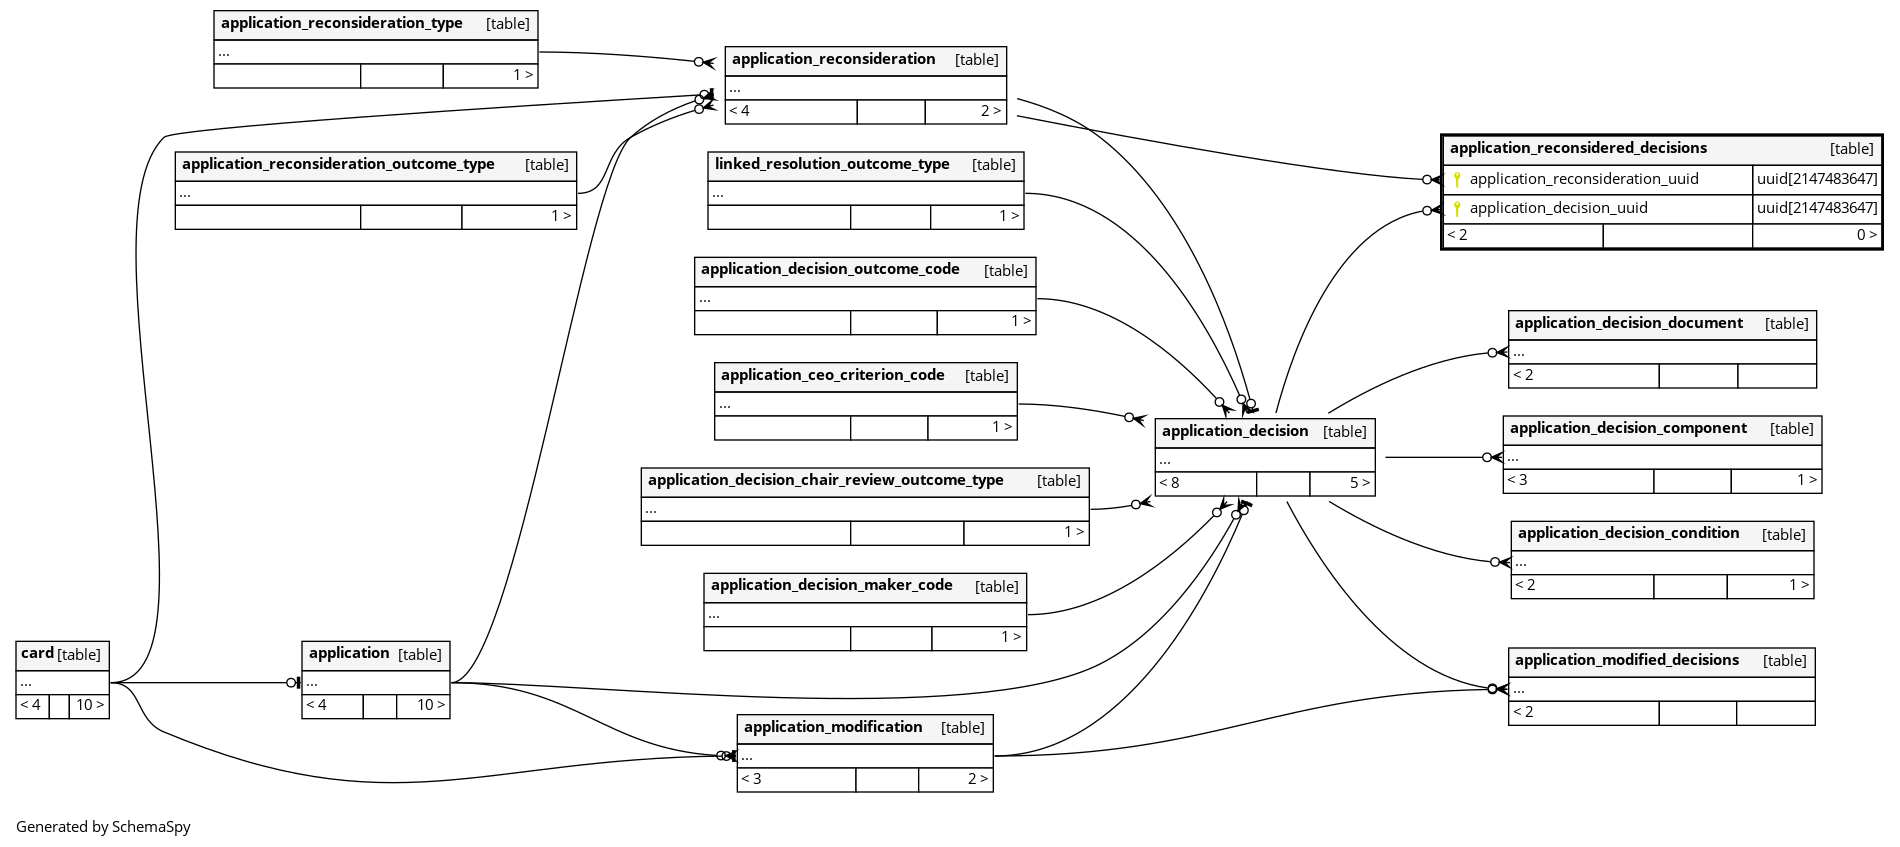 application_reconsideration_type [table]
...
1 >
application_reconsideration [table]
...
< 4 2 >
application_reconsideration_outcome_type [table]
...
1 >
linked_resolution_outcome_type [table]
...
1 >
application_reconsidered_decisions [table]
application_reconsideration_uuid uuid[2147483647]
application_decision_uuid uuid[2147483647]
< 2 0 >
application_decision_outcome_code [table]
...
1 >
application_decision_document [table]
...
< 2
application_ceo_criterion_code [table]
...
1 >
application_decision [table]
...
< 8 5 >
application_decision_component [table]
...
< 3 1 >
application_decision_chair_review_outcome_type [table]
...
1 >
application_decision_condition [table]
...
< 2 1 >
application_decision_maker_code [table]
...
1 >
card [table]
...
< 4 10 >
application [table]
...
< 4 10 >
application_modified_decisions [table]
...
< 2
application_modification [table]
...
< 3 2 >
Generated by SchemaSpy